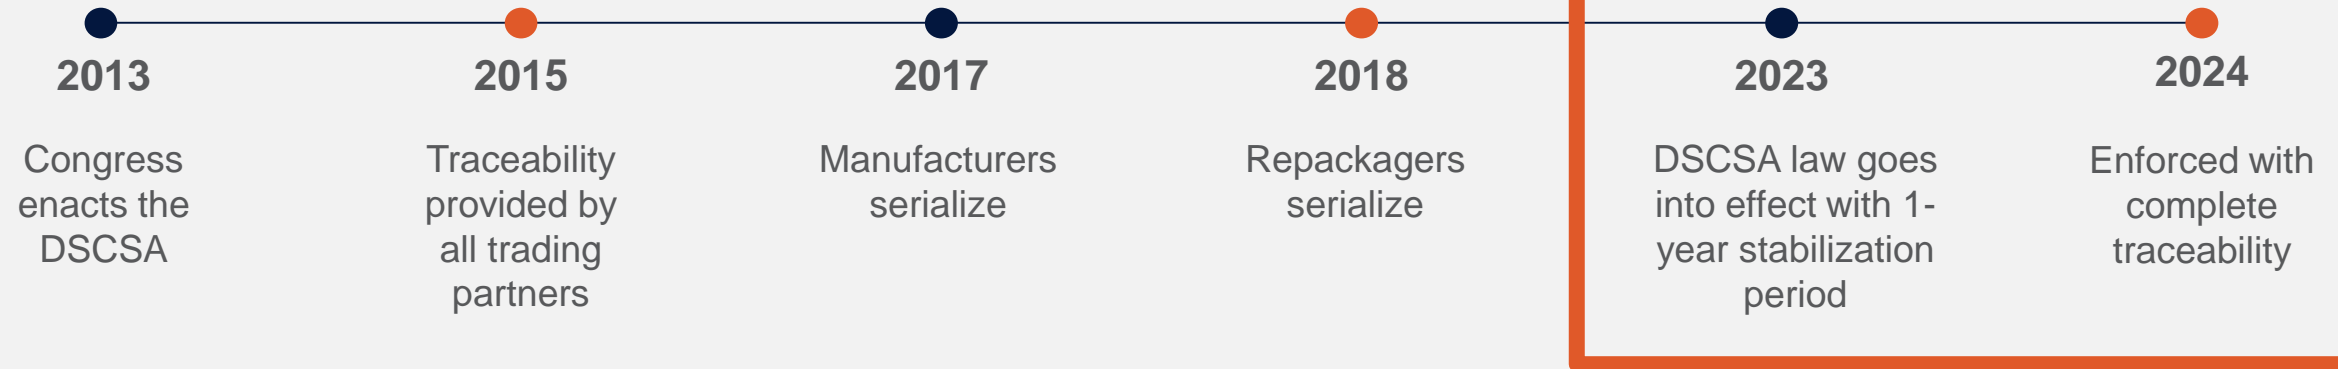 2013
Congress
enacts the
DSCSA
2015
Traceability
provided by
all trading
partners
2017
Manufacturers
serialize
2018
Repackagers
serialize
2023
DSCSA law goes
into effect with 1-
year stabilization
period
2024
Enforced with
complete
traceability